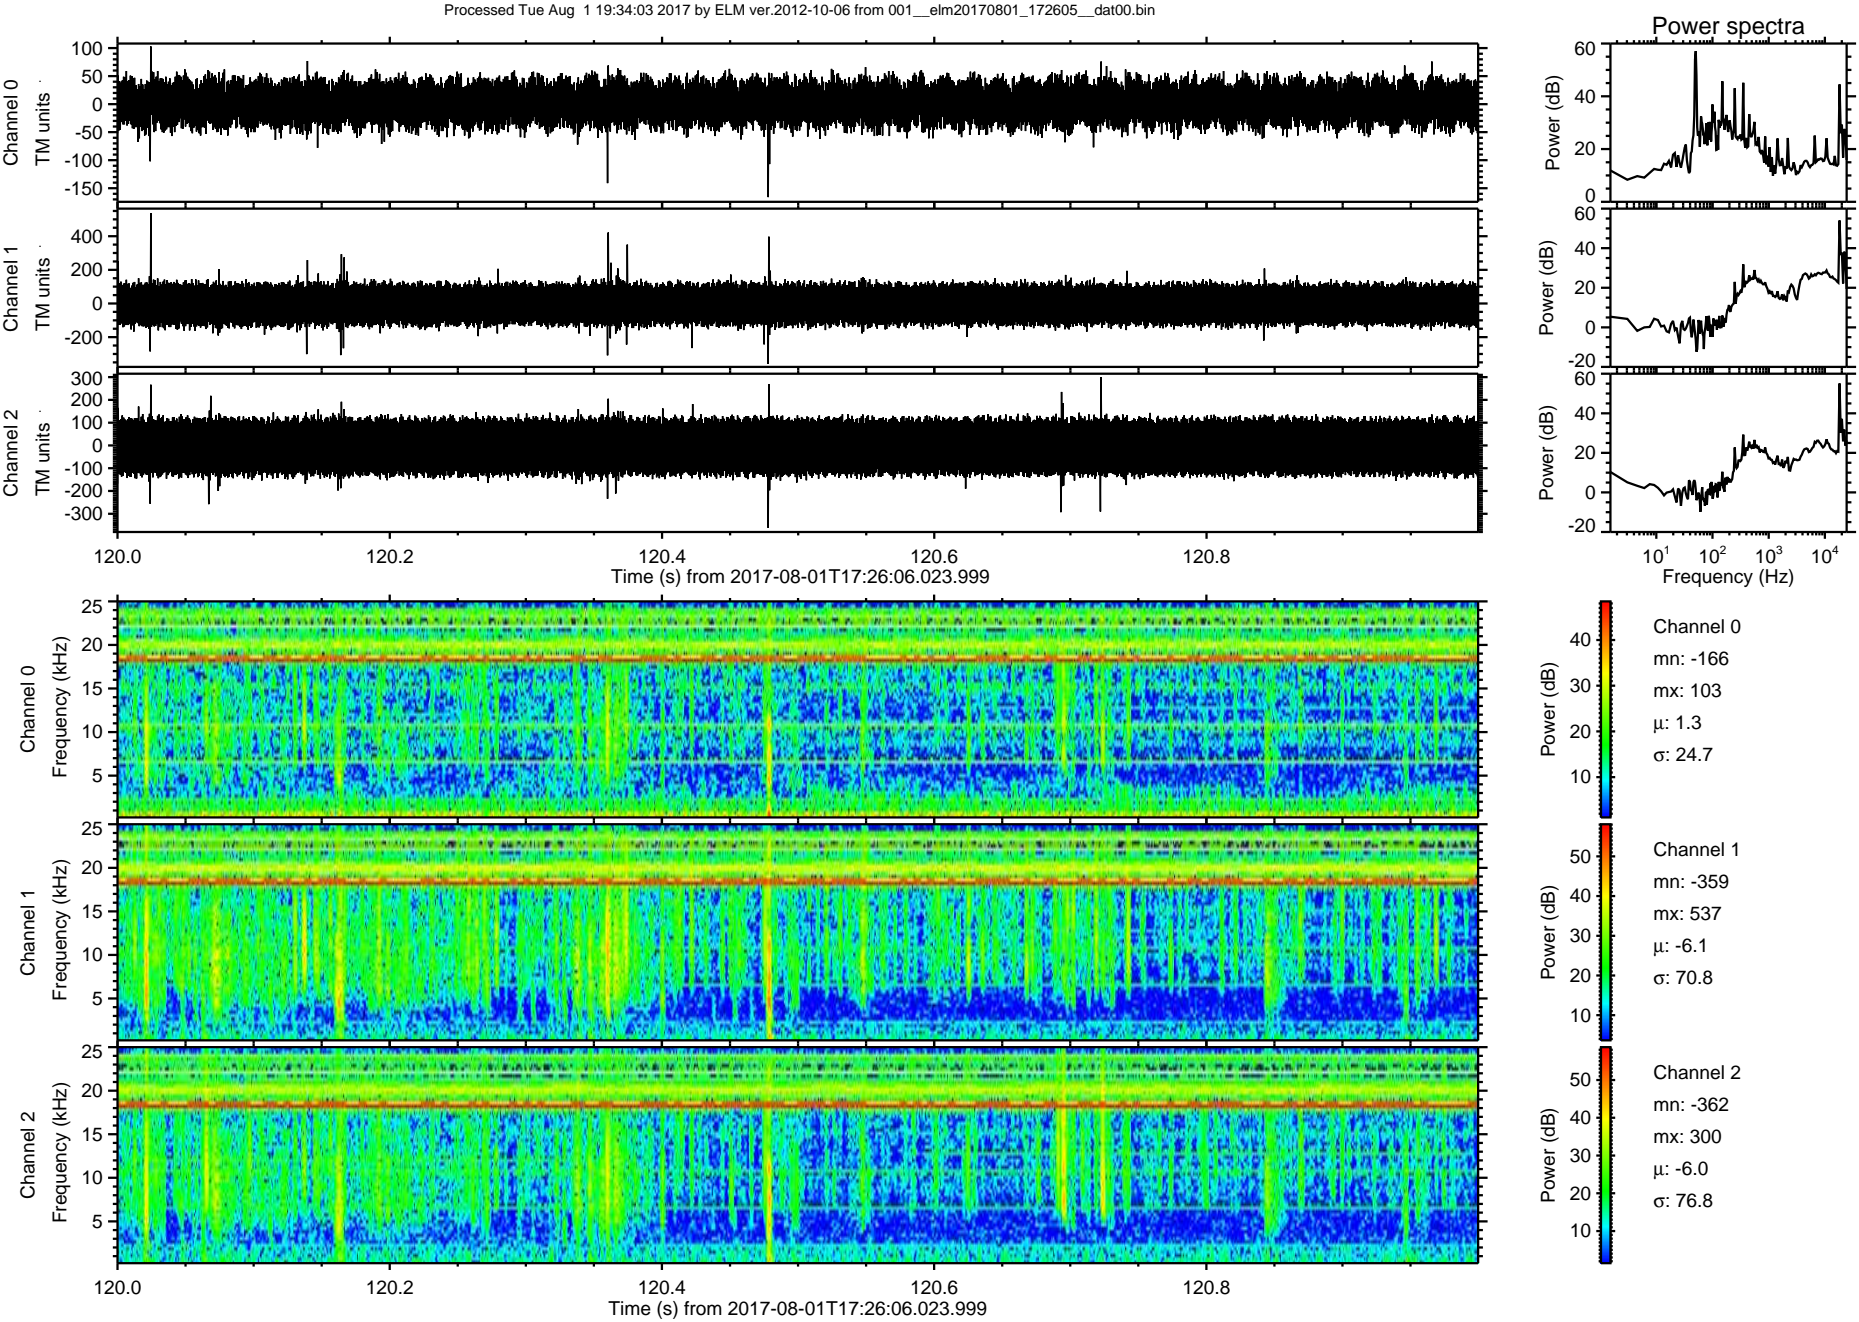 Processed Tue Aug  1 19:34:03 2017 by ELM ver.2012-10-06 from 001__elm20170801_172605__dat00.bin
Power spectra
Channel 0
TM units
100
50
0
-50
-100
-150
Power (dB)
60
40
20
0
Channel 1
TM units
400
200
0
-200
Power (dB)
60
40
20
0
-20
Channel 2
TM units
300
200
100
0
-100
-200
-300
Power (dB)
60
40
20
0
-20
120.0 120.2 120.4 120.6 120.8
Time (s) from 2017-08-01T17:26:06.023.999
10¹ 10² 10³ 10⁴
Frequency (Hz)
Channel 0
Frequency (kHz)
25
20
15
10
5
Power (dB)
40
30
20
10
Channel 0
mn: -166
mx: 103
μ: 1.3
σ: 24.7
Channel 1
Frequency (kHz)
25
20
15
10
5
Power (dB)
50
40
30
20
10
Channel 1
mn: -359
mx: 537
μ: -6.1
σ: 70.8
Channel 2
Frequency (kHz)
25
20
15
10
5
Power (dB)
50
40
30
20
10
Channel 2
mn: -362
mx: 300
μ: -6.0
σ: 76.8
120.0 120.2 120.4 120.6 120.8
Time (s) from 2017-08-01T17:26:06.023.999